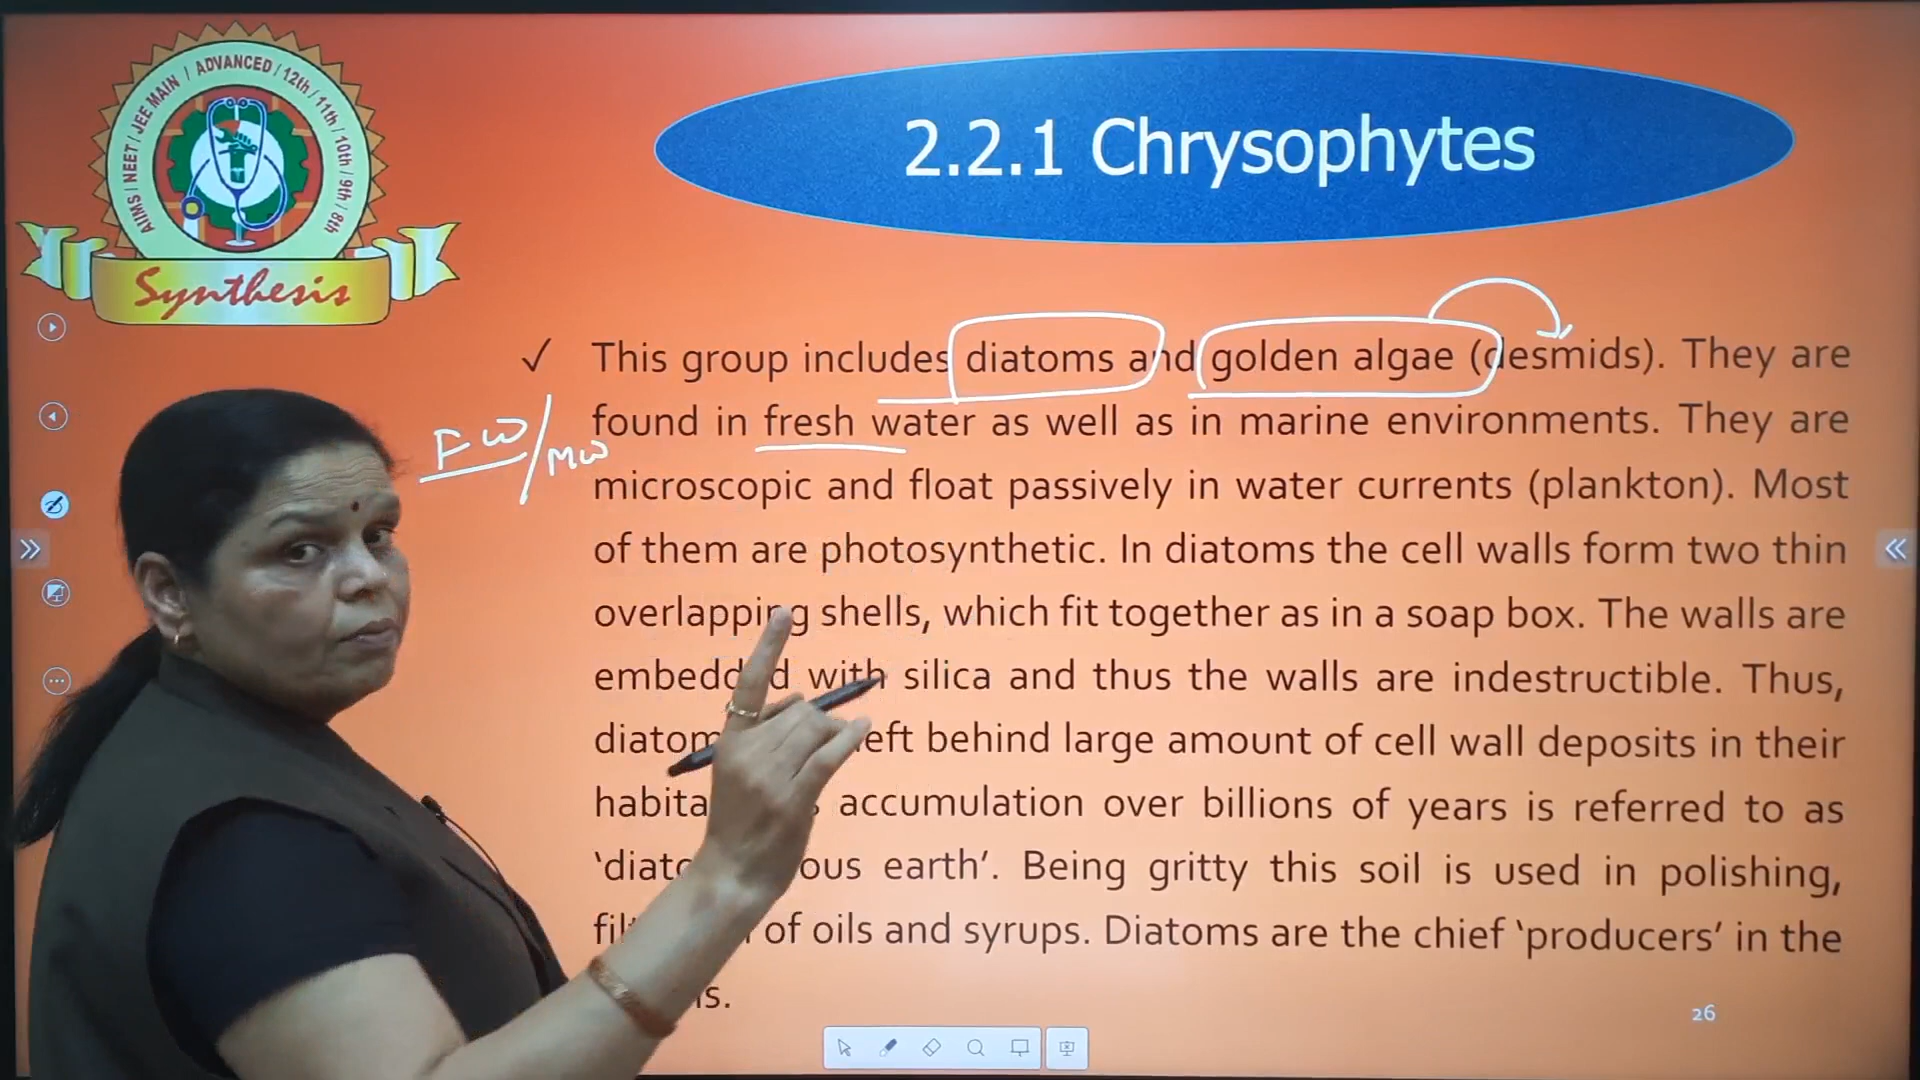 AIIMS / NEET / JEE MAIN / ADVANCED / 12th / 11th / 10th / 9th / 8th
Synthesis
2.2.1 Chrysophytes
✓ This group includes diatoms and golden algae (desmids). They are
found in fresh water as well as in marine environments. They are
FW/MW
microscopic and float passively in water currents (plankton). Most
of them are photosynthetic. In diatoms the cell walls form two thin
overlapping shells, which fit together as in a soap box. The walls are
embedded with silica and thus the walls are indestructible. Thus,
behind large amount of cell wall deposits in their
accumulation over billions of years is referred to as
earth’. Being gritty this soil is used in polishing,
of oils and syrups. Diatoms are the chief ‘producers’ in the
26